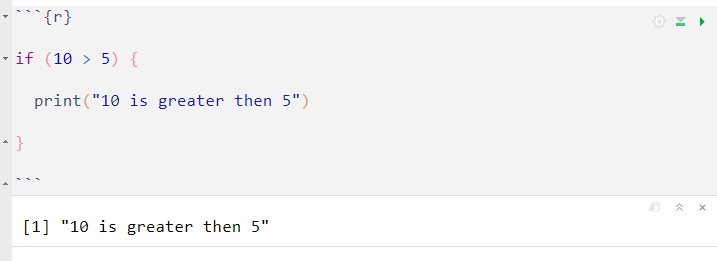 ```{r}
if (10 > 5) {
  print("10 is greater then 5")
}
```
[1] "10 is greater then 5"